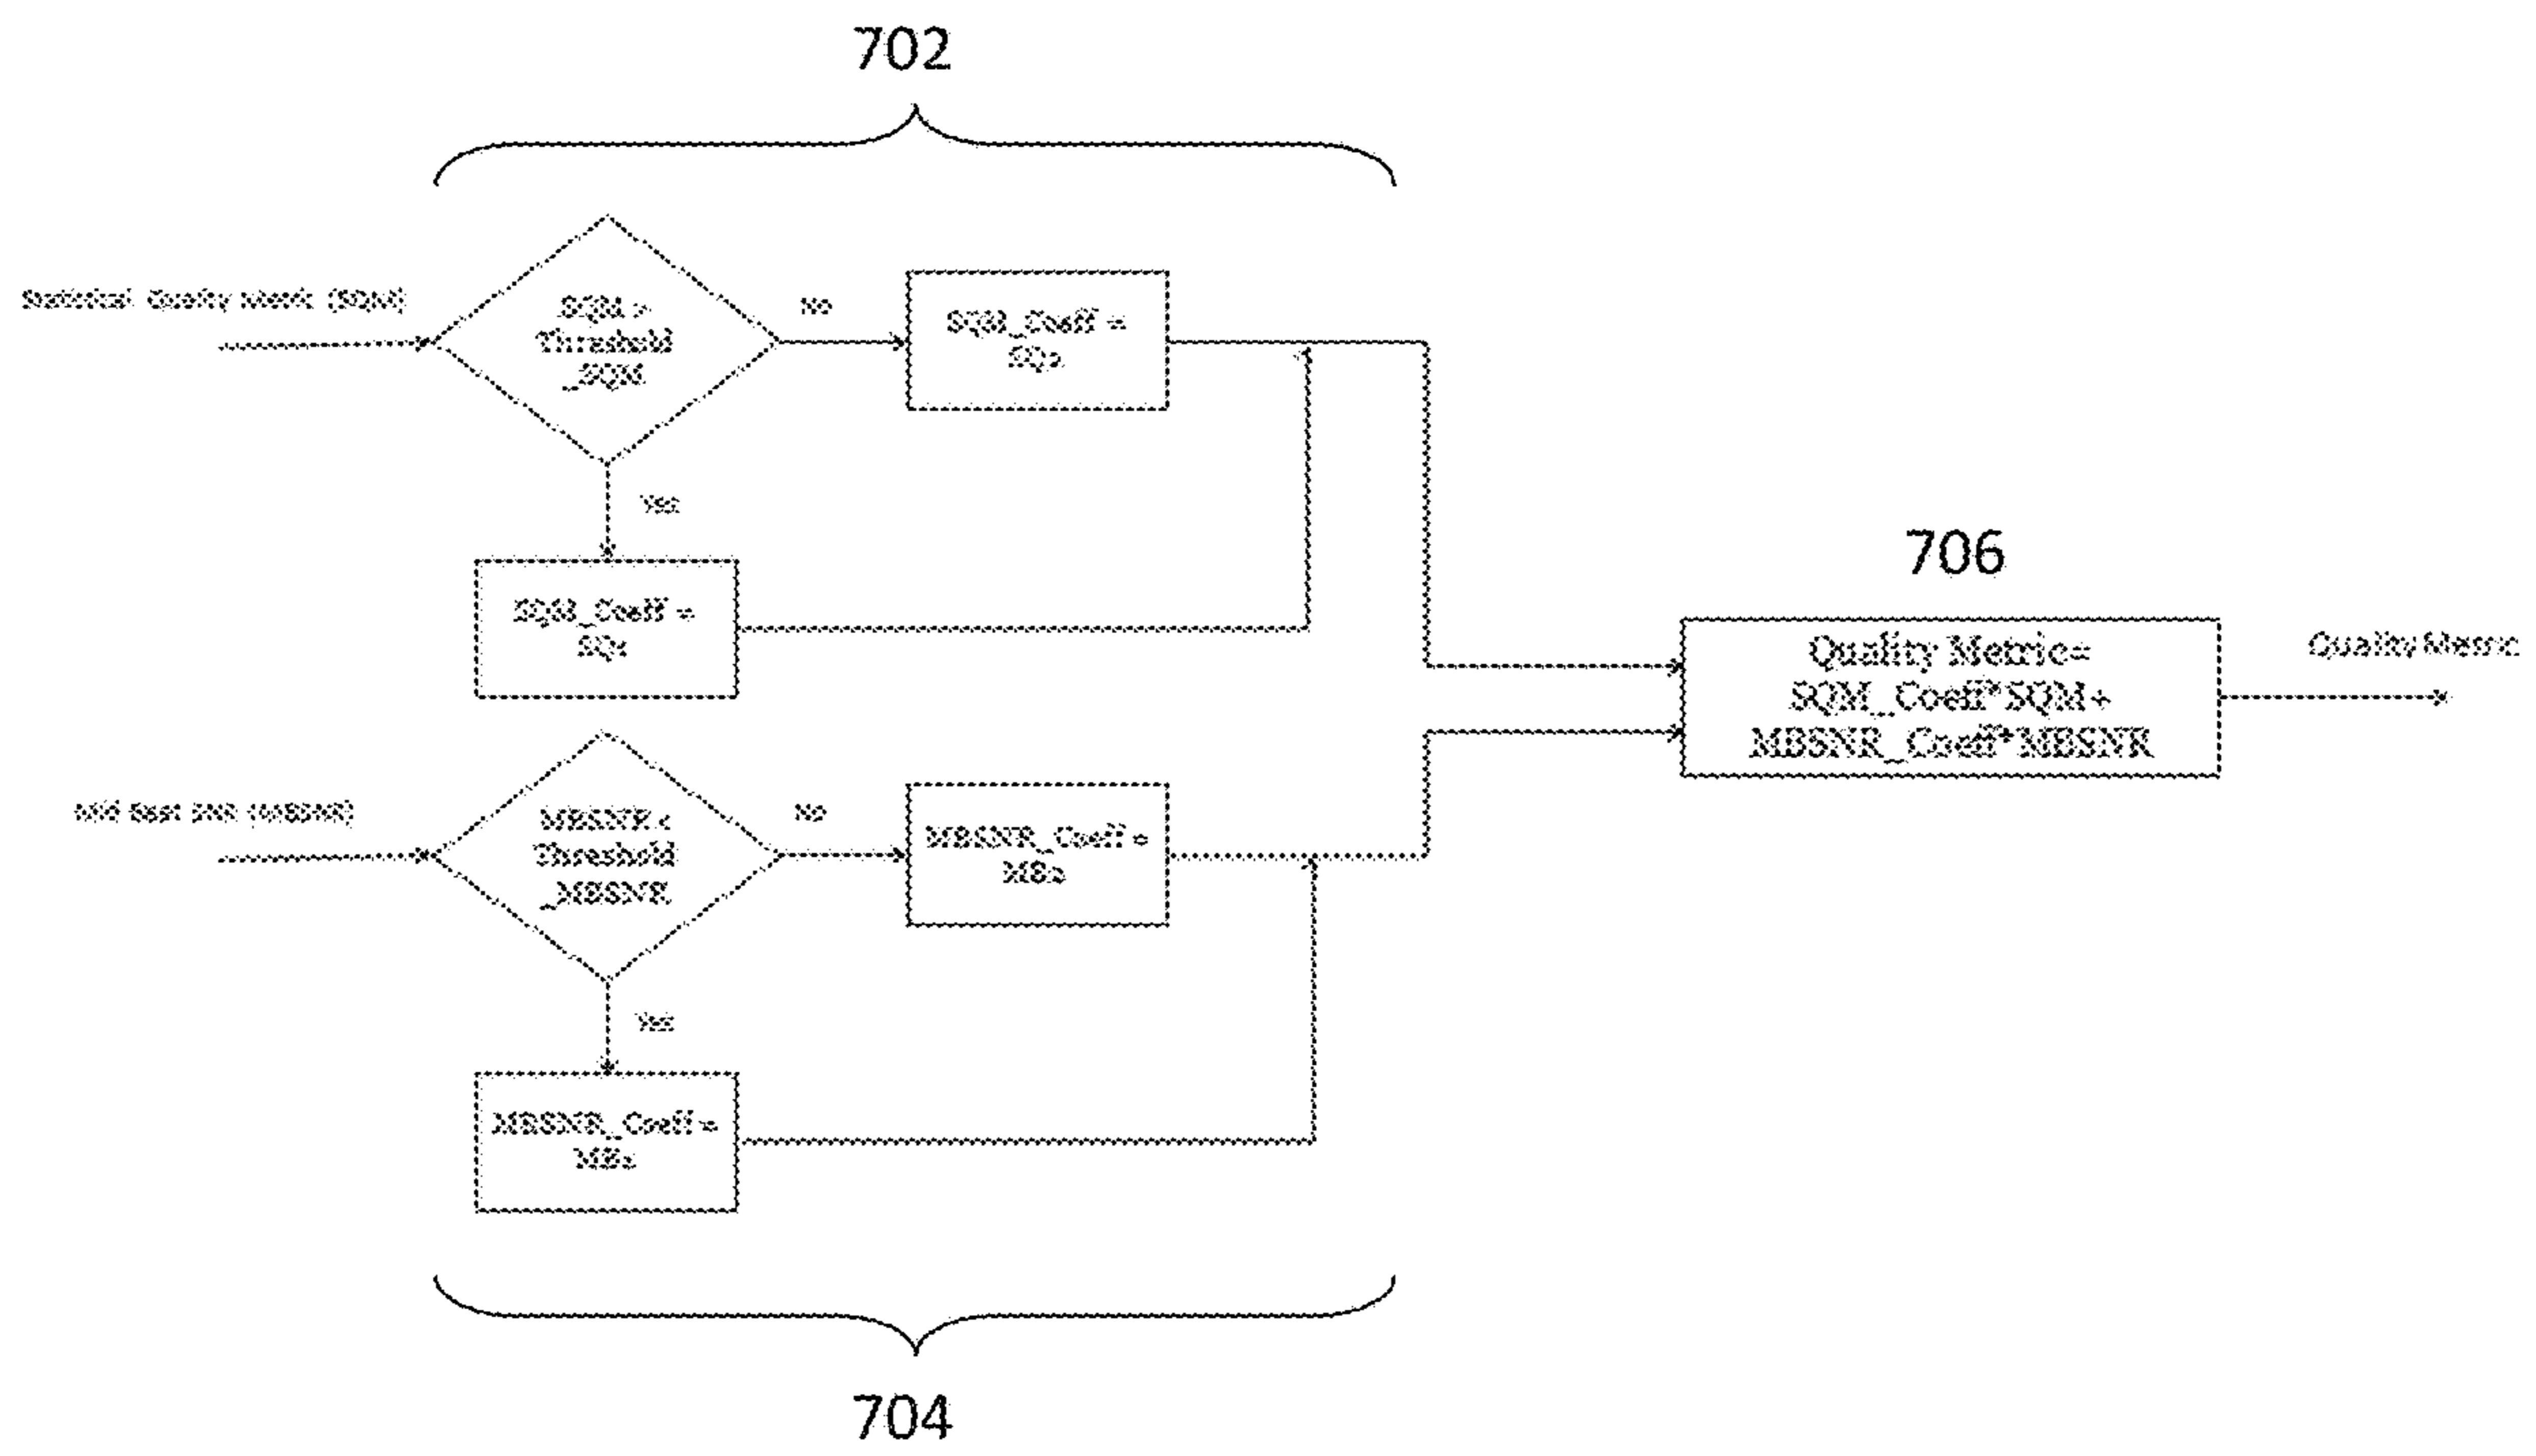 702
Statistical Quality Metric (SQM)
SQM >
Threshold
_SQM
No
SQM_Coeff =
Yes
SQM_Coeff =
706
Quality Metric=
SQM_Coeff*SQM+
MBSNR_Coeff*MBSNR
Quality Metric
(MBSNR)
MBSNR <
Threshold
_MBSNR
No
MBSNR_Coeff =
Yes
MBSNR_Coeff =
704